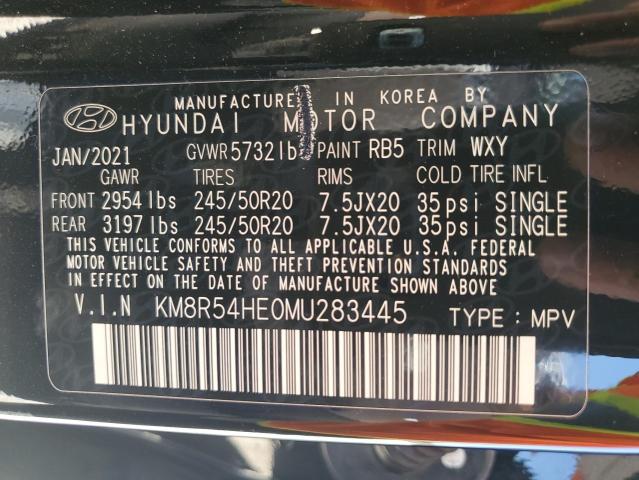 MANUFACTURED IN KOREA BY
HYUNDAI MOTOR COMPANY
JAN/2021 GVWR 5732 lb PAINT RB5 TRIM WXY
GAWR TIRES RIMS COLD TIRE INFL
FRONT 2954 lbs 245/50R20 7.5JX20 35psi SINGLE
REAR 3197 lbs 245/50R20 7.5JX20 35psi SINGLE
THIS VEHICLE CONFORMS TO ALL APPLICABLE U.S.A. FEDERAL
MOTOR VEHICLE SAFETY AND THEFT PREVENTION STANDARDS
IN EFFECT ON THE DATE OF MANUFACTURE SHOWN ABOVE
V.I.N KM8R54HE0MU283445 TYPE : MPV